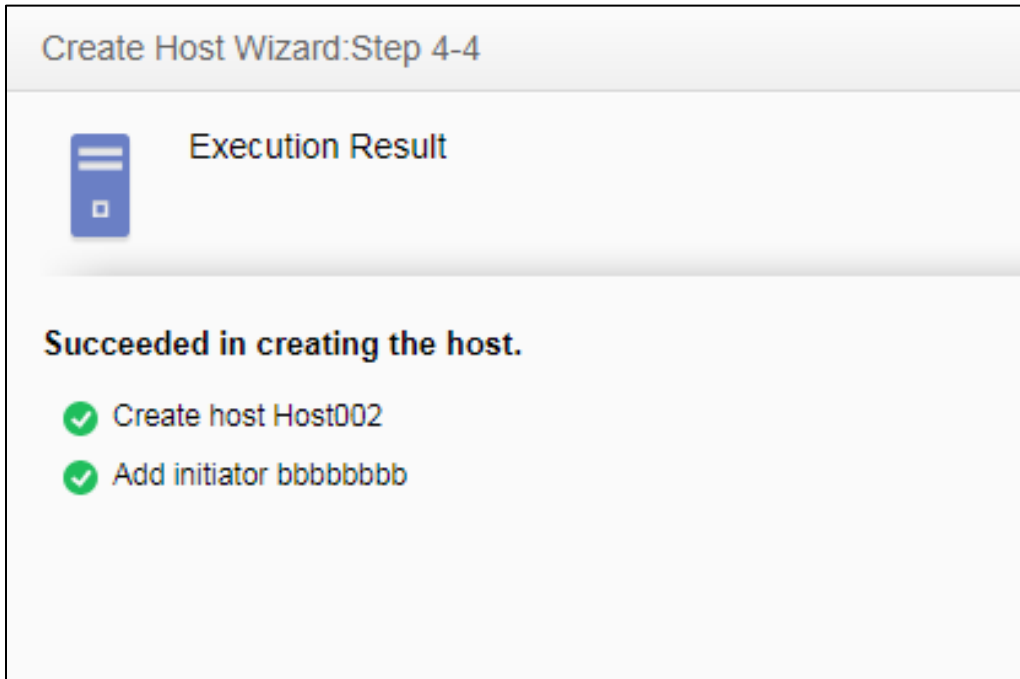 Create Host Wizard:Step 4-4
Execution Result
Succeeded in creating the host.
Create host Host002
Add initiator bbbbbbbb